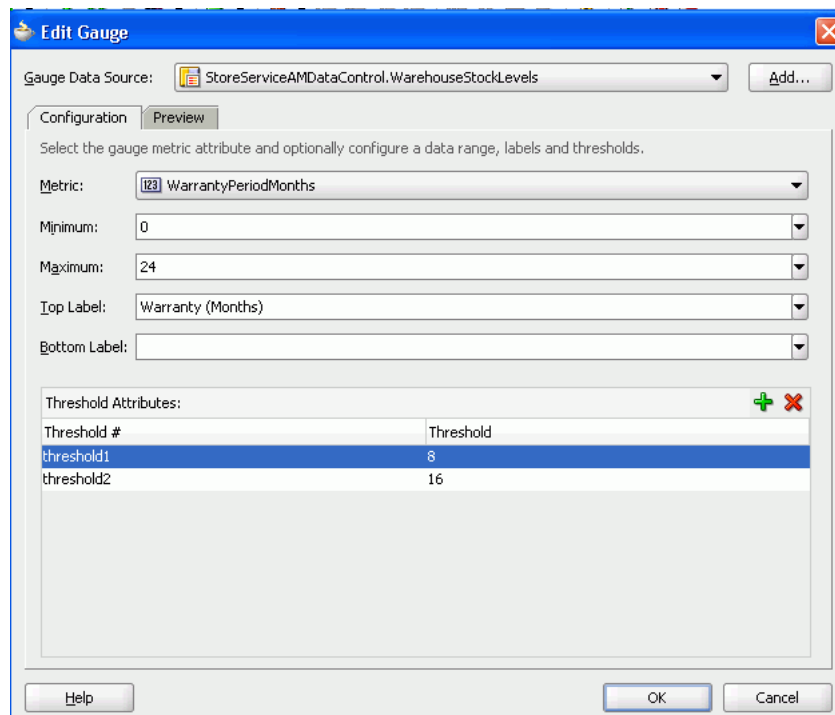 Edit Gauge
Gauge Data Source: StoreServiceAMDataControl.WarehouseStockLevels Add...
Configuration Preview
Select the gauge metric attribute and optionally configure a data range, labels and thresholds.
Metric: 123 WarrantyPeriodMonths
Minimum: 0
Maximum: 24
Top Label: Warranty (Months)
Bottom Label:
Threshold Attributes:
Threshold # Threshold
threshold1 8
threshold2 16
Help OK Cancel